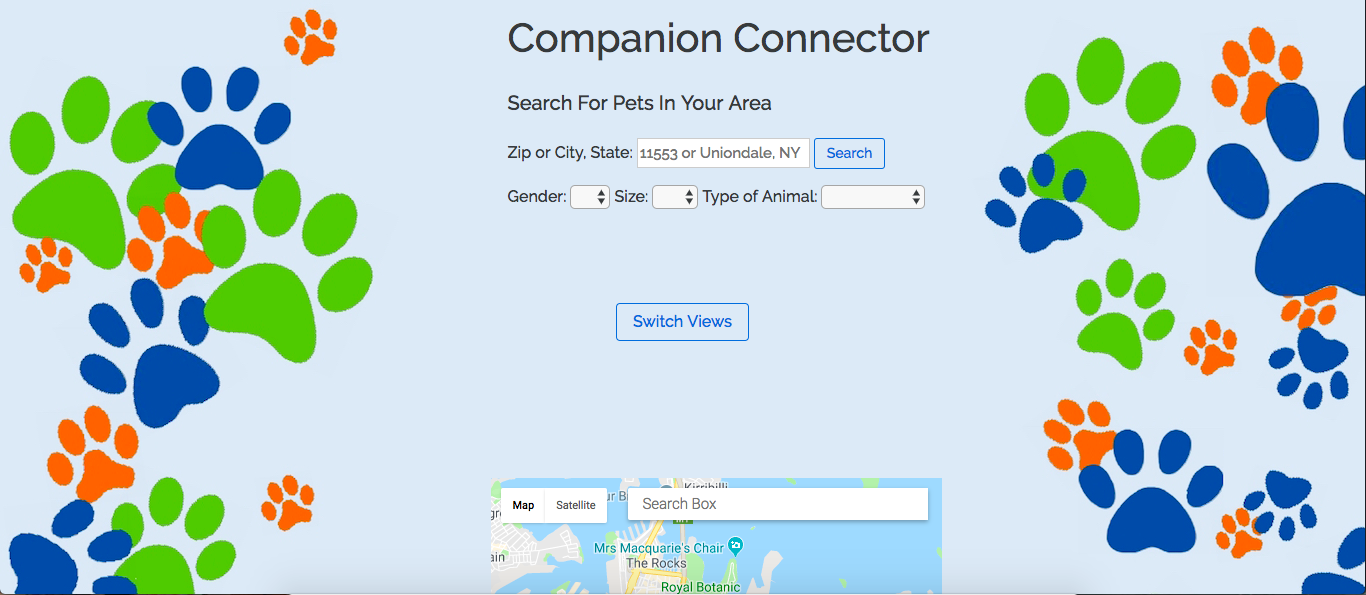 Companion Connector
Search For Pets In Your Area
Zip or City, State: 11553 or Uniondale, NY Search
Gender: Size: Type of Animal:
Switch Views
Map Satellite Search Box
Mrs Macquarie's Chair
The Rocks
Royal Botanic